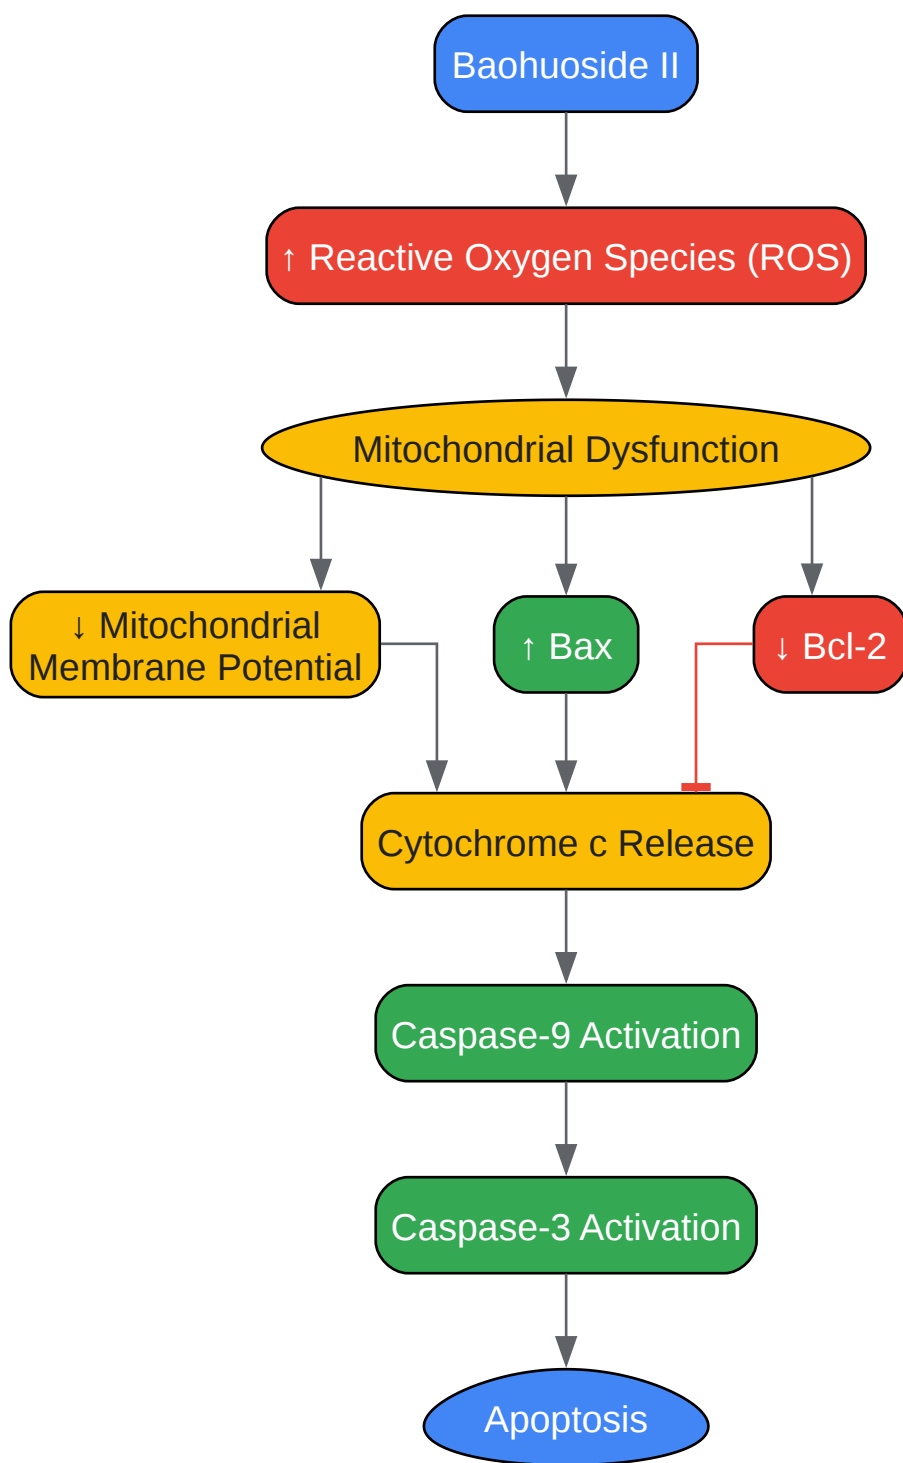 Baohuoside II
↑ Reactive Oxygen Species (ROS)
Mitochondrial Dysfunction
↓ Mitochondrial
Membrane Potential
↑ Bax
↓ Bcl-2
Cytochrome c Release
Caspase-9 Activation
Caspase-3 Activation
Apoptosis